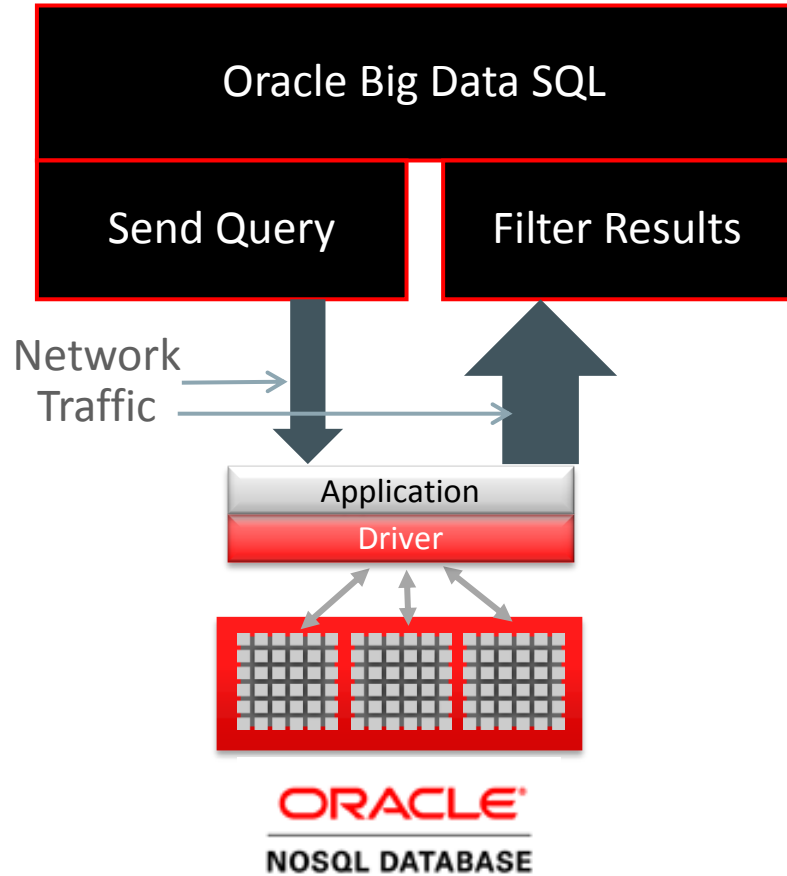 Oracle Big Data SQL
Send Query
Filter Results
Network
Traffic
Application
Driver
ORACLE®
NOSQL DATABASE